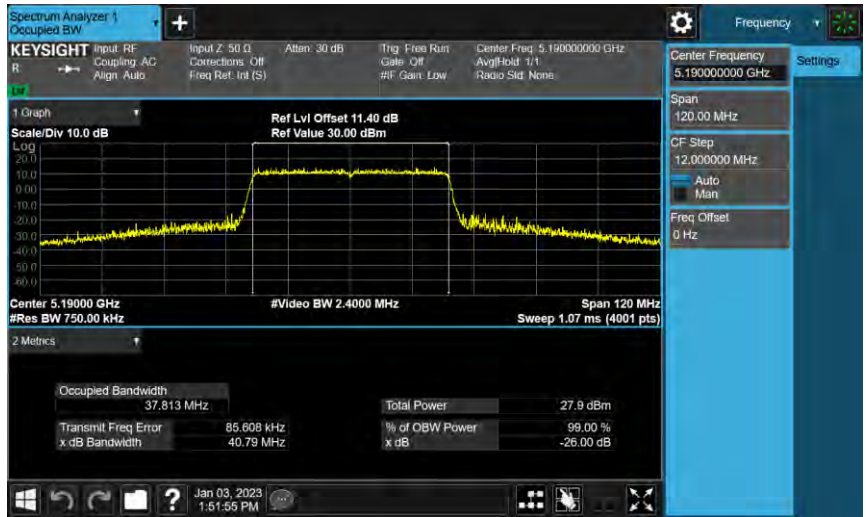 Spectrum Analyzer 1
Occupied BW
+
Frequency
KEYSIGHT
R
Input: RF
Coupling: AC
Align: Auto
Input Z: 50 Ω
Corrections: Off
Freq Ref: Int (S)
Atten: 30 dB
Trig: Free Run
Gate: Off
#IF Gain: Low
Center Freq: 5.190000000 GHz
Avg|Hold: 1/1
Radio Std: None
Center Frequency
5.190000000 GHz
Settings
Span
120.00 MHz
CF Step
12.000000 MHz
Auto
Man
Freq Offset
0 Hz
1 Graph
Scale/Div 10.0 dB
Ref Lvl Offset 11.40 dB
Ref Value 30.00 dBm
Log
20.0
10.0
0.00
-10.0
-20.0
-30.0
-40.0
-50.0
-60.0
Center 5.19000 GHz
#Res BW 750.00 kHz
#Video BW 2.4000 MHz
Span 120 MHz
Sweep 1.07 ms (4001 pts)
2 Metrics
Occupied Bandwidth
37.813 MHz
Total Power 27.9 dBm
Transmit Freq Error 85.608 kHz
% of OBW Power 99.00 %
x dB Bandwidth 40.79 MHz
x dB -26.00 dB
?
Jan 03, 2023
1:51:55 PM